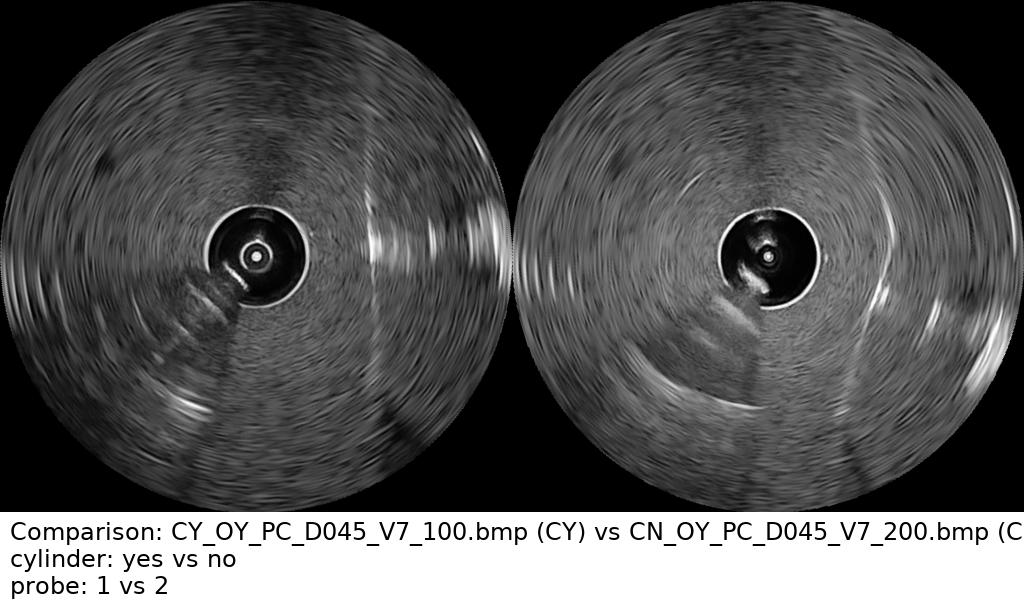 Comparison: CY_OY_PC_D045_V7_100.bmp (CY) vs CN_OY_PC_D045_V7_200.bmp (C
cylinder: yes vs no
probe: 1 vs 2